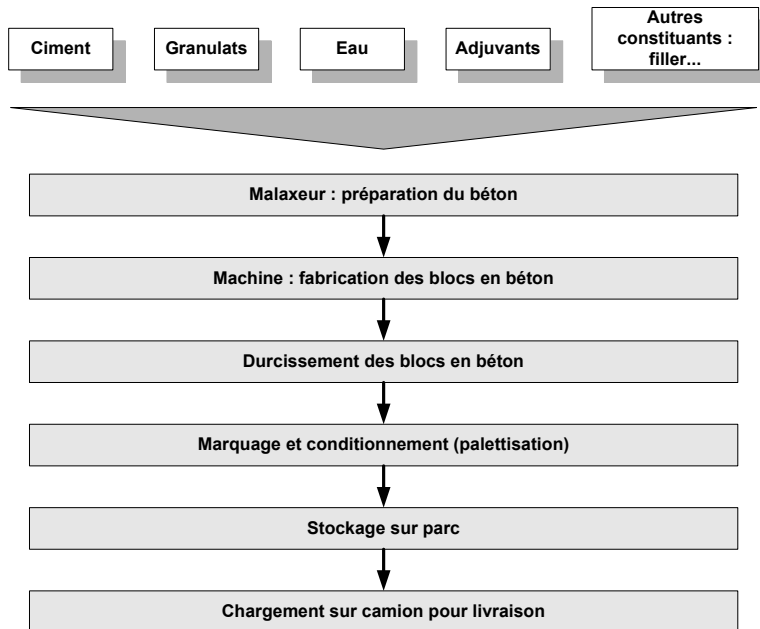 Ciment
Granulats
Eau
Adjuvants
Autres
constituants :
filler...
Malaxeur : préparation du béton
Machine : fabrication des blocs en béton
Durcissement des blocs en béton
Marquage et conditionnement (palettisation)
Stockage sur parc
Chargement sur camion pour livraison